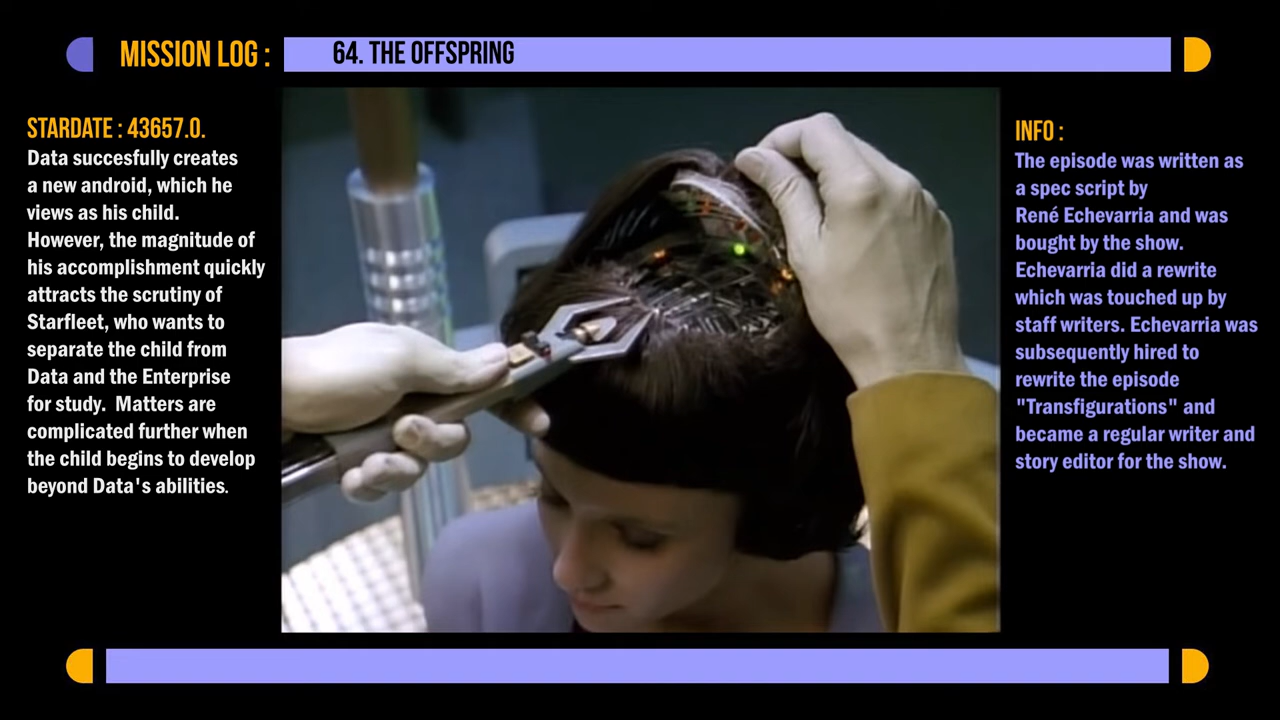 MISSION LOG :
64. THE OFFSPRING
STARDATE : 43657.0.
Data succesfully creates
a new android, which he
views as his child.
However, the magnitude of
his accomplishment quickly
attracts the scrutiny of
Starfleet, who wants to
separate the child from
Data and the Enterprise
for study.  Matters are
complicated further when
the child begins to develop
beyond Data's abilities.
INFO :
The episode was written as
a spec script by
René Echevarria and was
bought by the show.
Echevarria did a rewrite
which was touched up by
staff writers. Echevarria was
subsequently hired to
rewrite the episode
"Transfigurations" and
became a regular writer and
story editor for the show.